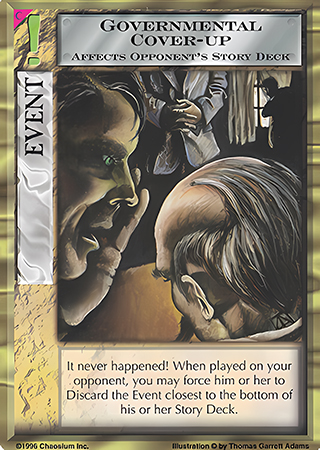 C
GOVERNMENTAL
COVER-UP
AFFECTS OPPONENT'S STORY DECK
!
EVENT
It never happened! When played on your
opponent, you may force him or her to
Discard the Event closest to the bottom of
his or her Story Deck.
©1996 Chaosium Inc. Illustration © by Thomas Garrett Adams